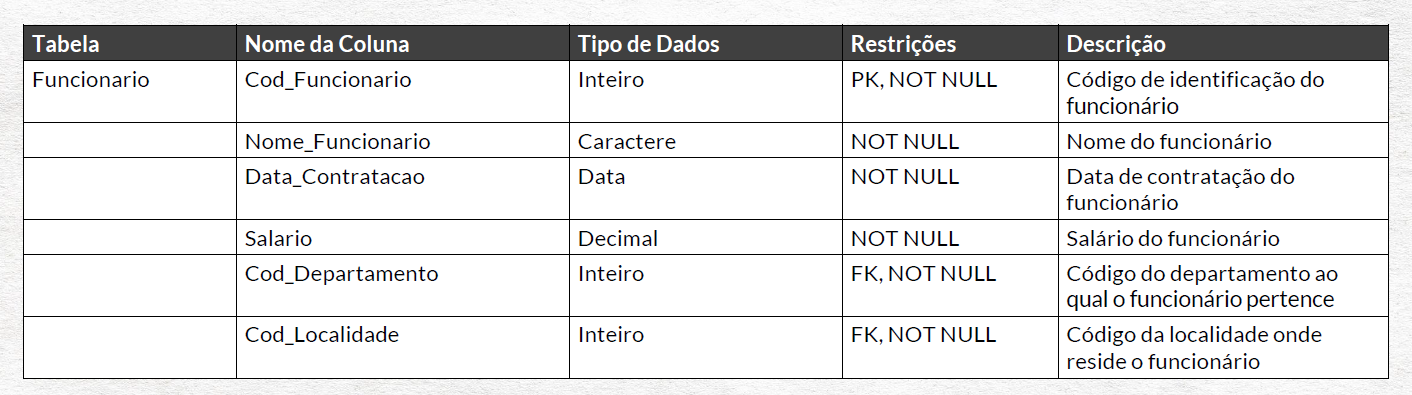 Tabela Nome da Coluna Tipo de Dados Restrições Descrição
Funcionario Cod_Funcionario Inteiro PK, NOT NULL Código de identificação do
funcionário
Nome_Funcionario Caractere NOT NULL Nome do funcionário
Data_Contratacao Data NOT NULL Data de contratação do
funcionário
Salario Decimal NOT NULL Salário do funcionário
Cod_Departamento Inteiro FK, NOT NULL Código do departamento ao
qual o funcionário pertence
Cod_Localidade Inteiro FK, NOT NULL Código da localidade onde
reside o funcionário